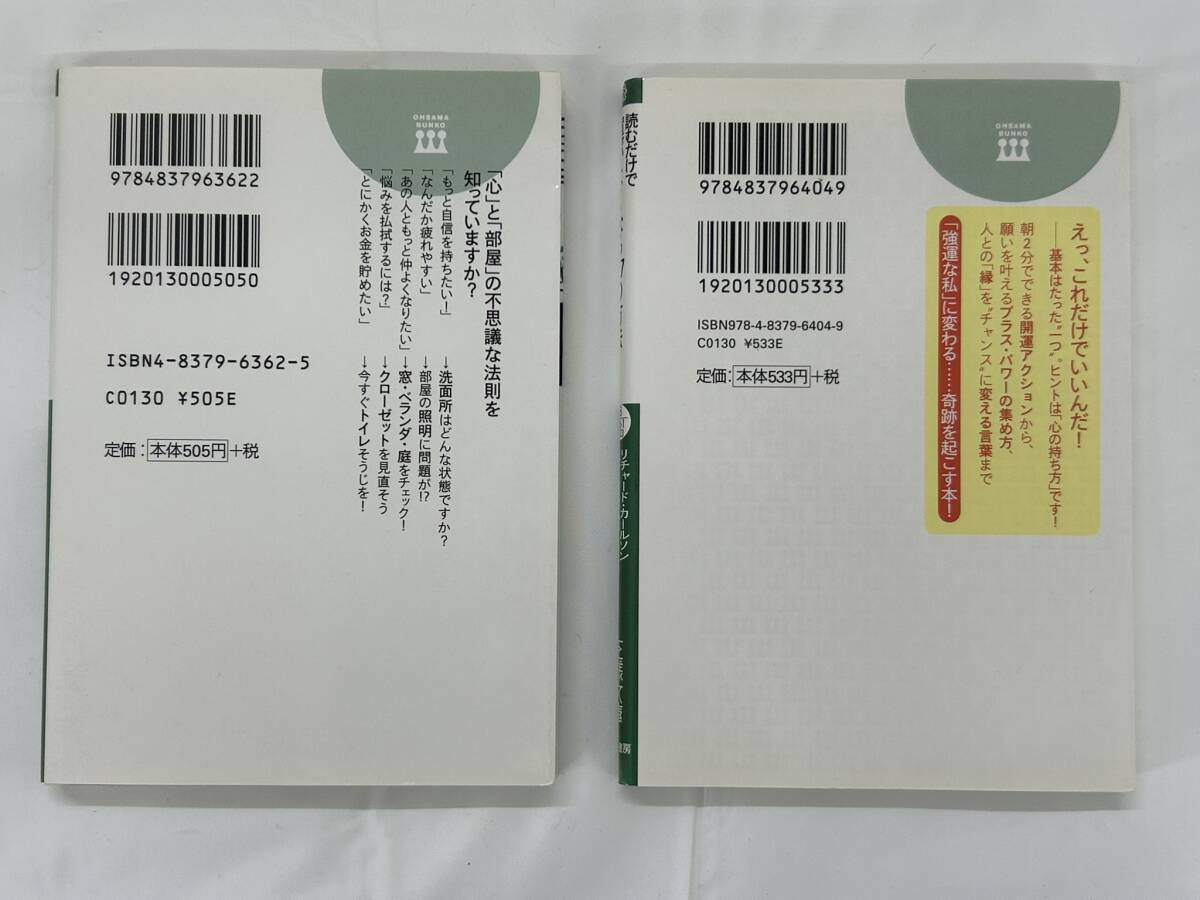 OHSAMA
BUNKO
9784837963622
1920130005050
ISBN4-8379-6362-5
C0130 ¥505E
定価：本体505円+税
「心」と「部屋」の不思議な法則を
知っていますか？
「もっと自信を持ちたい！」→洗面所はどんな状態ですか？
「なんだか疲れやすい」→部屋の照明に問題が!?
「あの人ともっと仲よくなりたい」→窓・ベランダ・庭をチェック！
「悩みを払拭するには？」→クローゼットを見直そう
「とにかくお金を貯めたい」→今すぐトイレそうじを！
読むだけで
リチャード・カールソン
OHSAMA
BUNKO
9784837964049
1920130005333
ISBN978-4-8379-6404-9
C0130 ¥533E
定価：本体533円+税
えっ、これだけでいいんだ！
──基本はたった〝一つ〟。ヒントは「心の持ち方」です！
朝２分でできる開運アクションから、
願いを叶えるプラス・パワーの集め方、
人との「縁」を〝チャンス〟に変える言葉まで
「強運な私」に変わる……奇跡を起こす本！